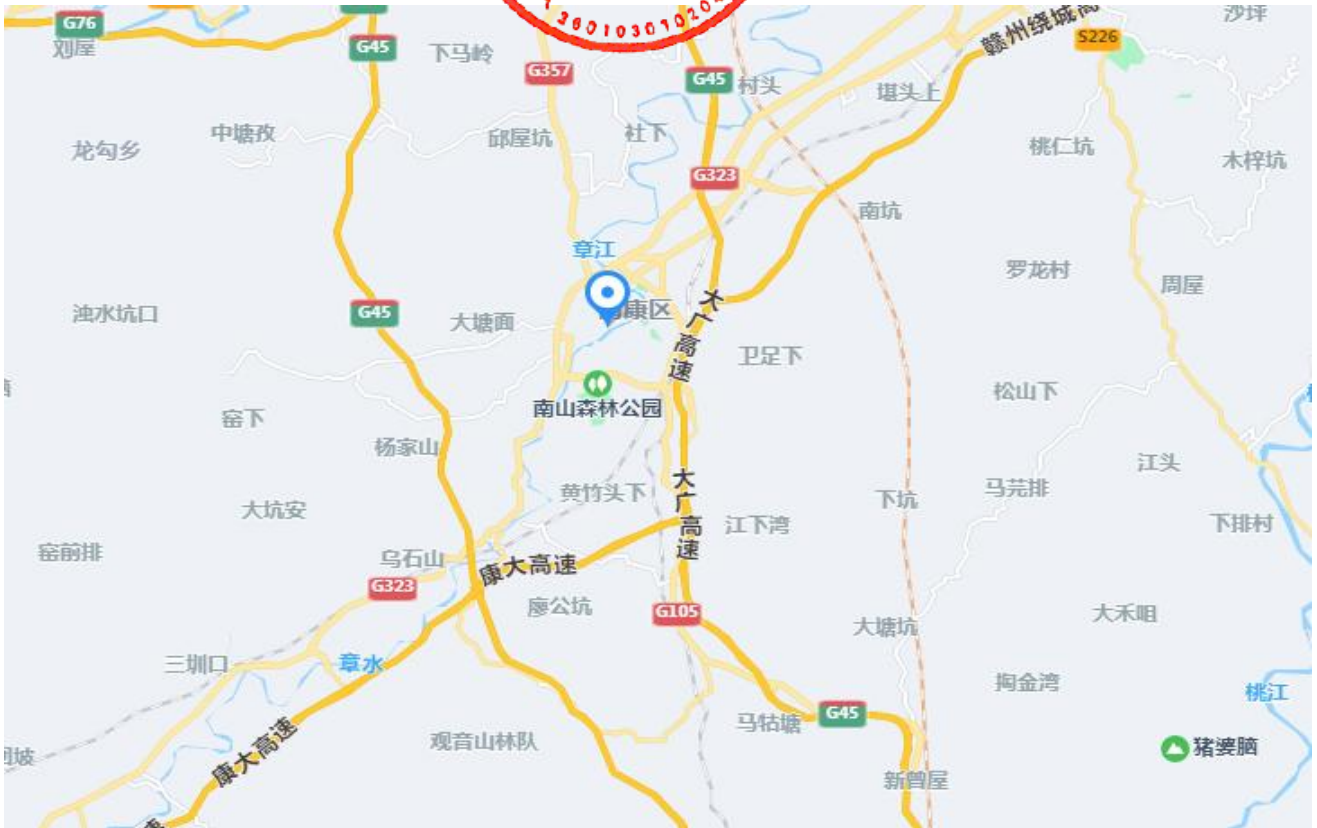 3601030702
G76
刘屋
G45
下马岭
G357
G45
村头
堪头上
赣州绕城高
S226
沙坪
龙勾乡
中塘孜
邱屋坑
社下
G323
桃仁坑
木梓坑
南坑
章江
罗龙村
周屋
浊水坑口
G45
大塘面
南康区
大广高速
卫足下
南山森林公园
松山下
窑下
杨家山
江头
黄竹头下
大广高速
下坑
马芫排
大坑安
江下湾
下排村
窑前排
乌石山
康大高速
G323
廖公坑
G105
大塘坑
大禾咀
三圳口
章水
掏金湾
桃江
马牯塘
G45
猪婆脑
观音山林队
康大高速
新曾屋
速